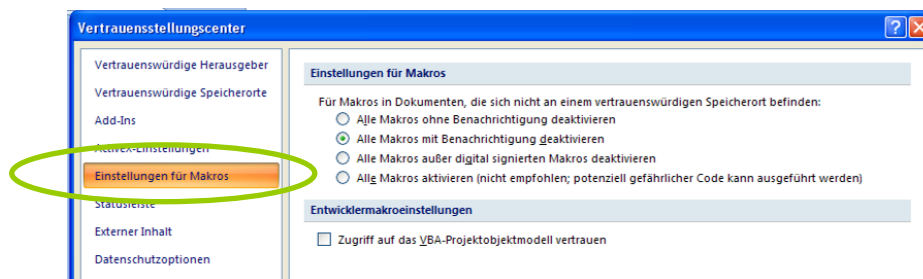 Vertrauensstellungscenter
Vertrauenswürdige Herausgeber
Vertrauenswürdige Speicherorte
Add-Ins
ActiveX-Einstellungen
Einstellungen für Makros
Statusleiste
Externer Inhalt
Datenschutzoptionen
Einstellungen für Makros
Für Makros in Dokumenten, die sich nicht an einem vertrauenswürdigen Speicherort befinden:
Alle Makros ohne Benachrichtigung deaktivieren
Alle Makros mit Benachrichtigung deaktivieren
Alle Makros außer digital signierten Makros deaktivieren
Alle Makros aktivieren (nicht empfohlen; potenziell gefährlicher Code kann ausgeführt werden)
Entwicklermakroeinstellungen
Zugriff auf das VBA-Projektobjektmodell vertrauen